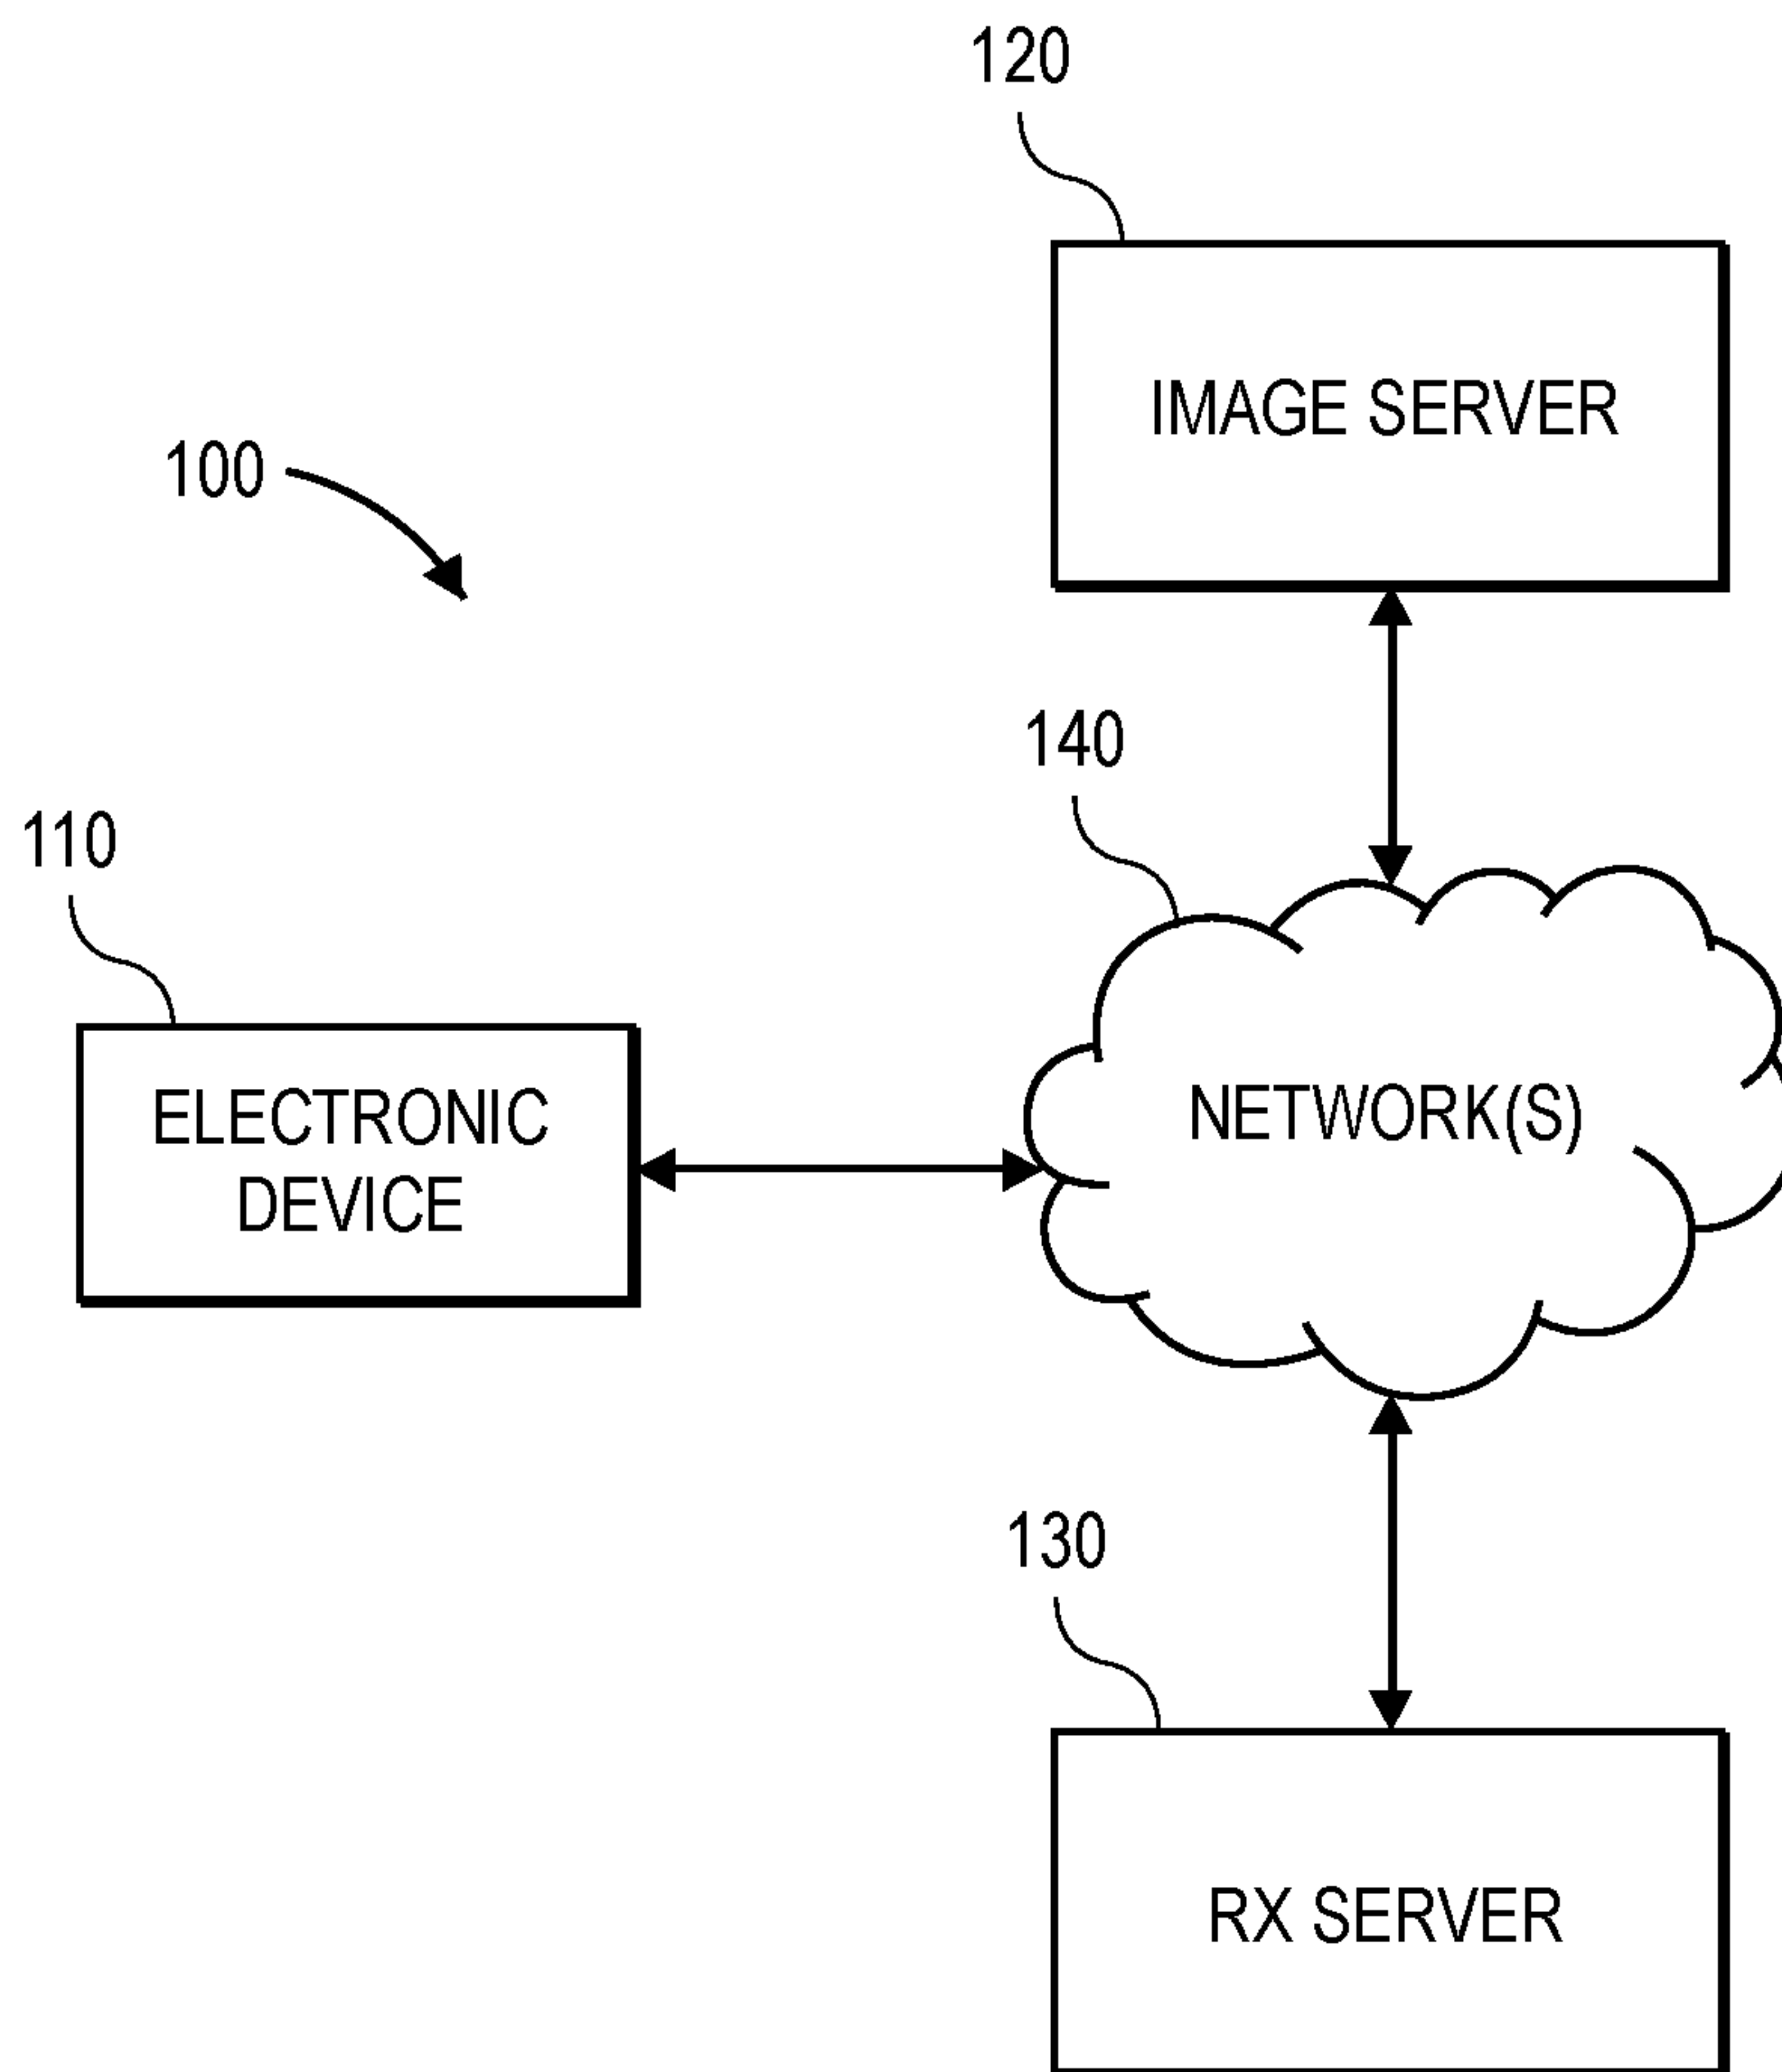 120
IMAGE SERVER
100
140
110
ELECTRONIC
DEVICE
NETWORK(S)
130
RX SERVER